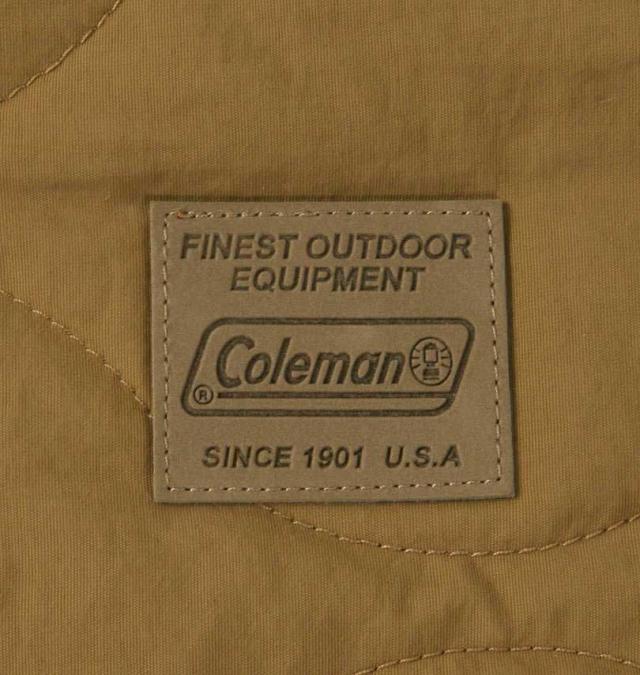 FINEST OUTDOOR
EQUIPMENT
Coleman
®
SINCE 1901 U.S.A